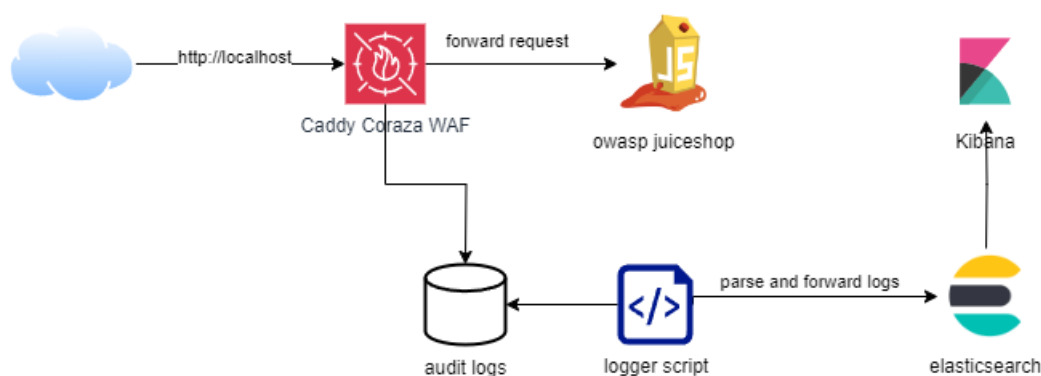 http://localhost
forward request
JS
Caddy Coraza WAF
owasp juiceshop
Kibana
parse and forward logs
</>
audit logs
logger script
elasticsearch